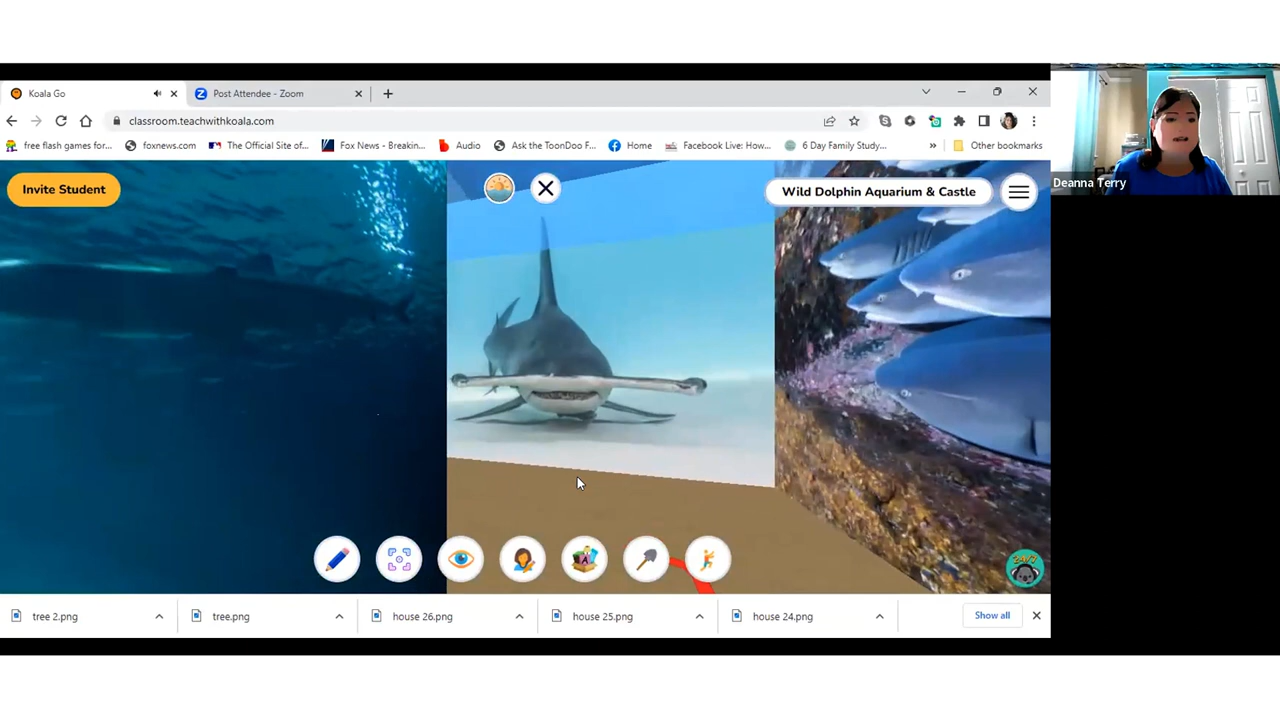 Koala Go
Post Attendee - Zoom
classroom.teachwithkoala.com
free flash games for...
foxnews.com
The Official Site of...
Fox News - Breakin...
Audio
Ask the ToonDoo F...
Home
Facebook Live: How...
6 Day Family Study...
»
Other bookmarks
Invite Student
Wild Dolphin Aquarium & Castle
Deanna Terry
tree 2.png
tree.png
house 26.png
house 25.png
house 24.png
Show all